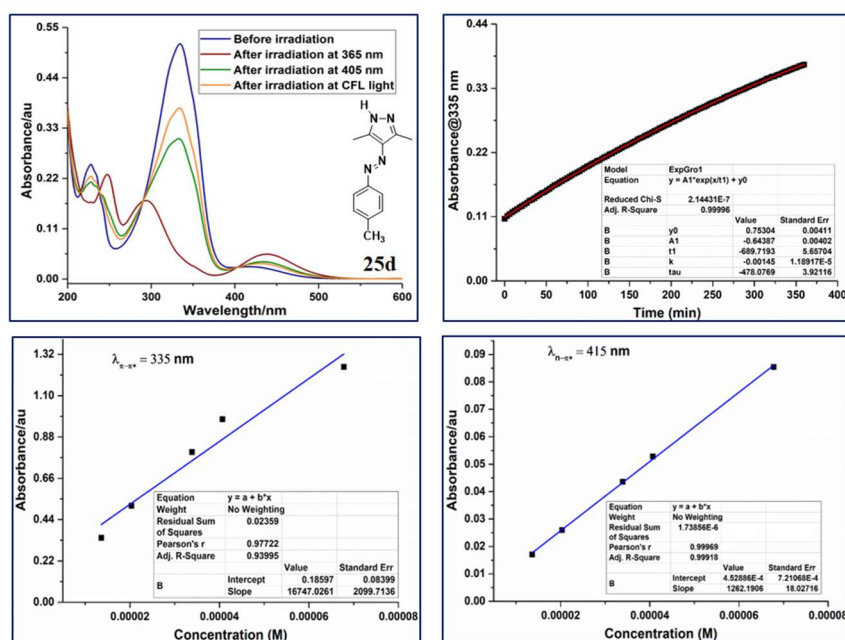 0.55
0.44
0.33
0.22
0.11
0.00
Absorbance/au
Before irradiation
After irradiation at 365 nm
After irradiation at 405 nm
After irradiation at CFL light
H
N
N
N
N
CH3
25d
200 300 400 500 600
Wavelength/nm
0.44
0.33
0.22
0.11
0.00
Absorbance@335 nm
Model ExpGro1
Equation y = A1*exp(x/t1) + y0
Reduced Chi-S 2.14431E-7
Adj. R-Square 0.99996
Value Standard Err
B y0 0.75304 0.00411
B A1 -0.64387 0.00402
B t1 -689.7193 5.65704
B k -0.00145 1.18917E-5
B tau -478.0769 3.92116
0 50 100 150 200 250 300 350 400
Time (min)
1.32
1.10
0.88
0.66
0.44
0.22
0.00
Absorbance/au
λπ-π* = 335 nm
Equation y = a + b*x
Weight No Weighting
Residual Sum of Squares 0.02359
Pearson's r 0.97722
Adj. R-Square 0.93995
Value Standard Err
B Intercept 0.18597 0.08399
Slope 16747.0261 2099.7136
0.00002 0.00004 0.00006 0.00008
Concentration (M)
0.09
0.08
0.07
0.06
0.05
0.04
0.03
0.02
0.01
0.00
Absorbance/au
λn-π* = 415 nm
Equation y = a + b*x
Weight No Weighting
Residual Sum of Squares 1.73856E-6
Pearson's r 0.99969
Adj. R-Square 0.99918
Value Standard Err
B Intercept 4.52886E-4 7.21068E-4
Slope 1262.1906 18.02716
0.00002 0.00004 0.00006 0.00008
Concentration (M)